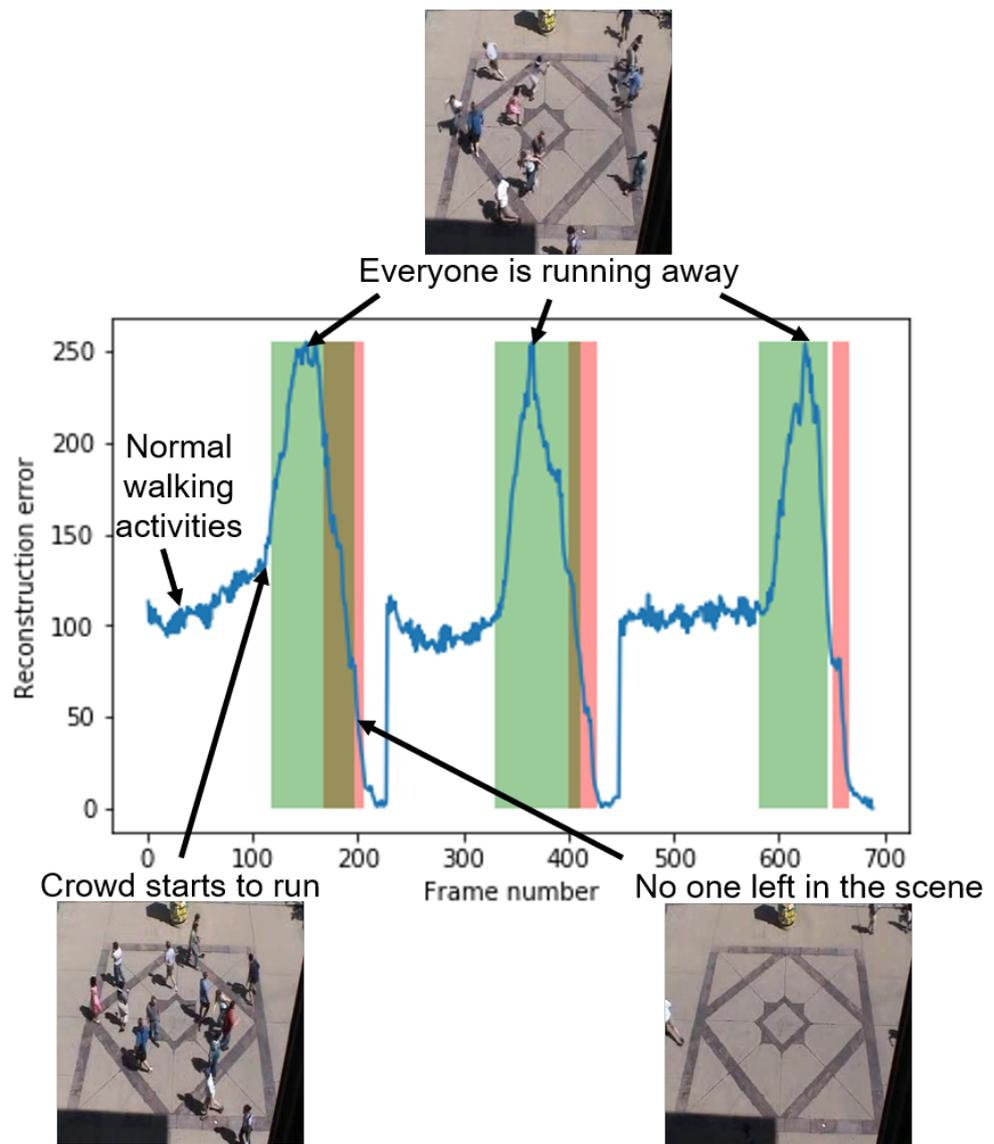 Everyone is running away
250
200
150
100
50
0
Reconstruction error
Normal
walking
activities
0 100 200 300 400 500 600 700
Frame number
Crowd starts to run
No one left in the scene